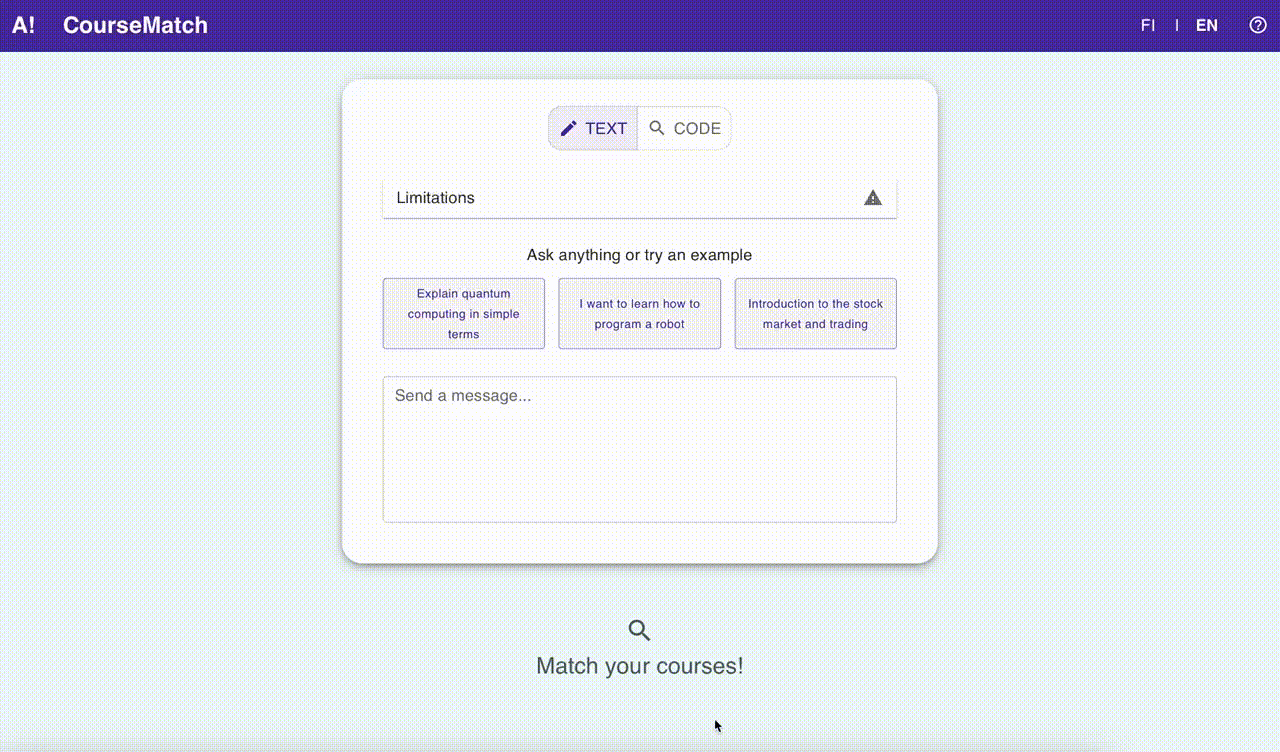 A! CourseMatch FI | EN
TEXT CODE
Limitations
Ask anything or try an example
Explain quantum
computing in simple
terms
I want to learn how to
program a robot
Introduction to the stock
market and trading
Send a message...
Match your courses!